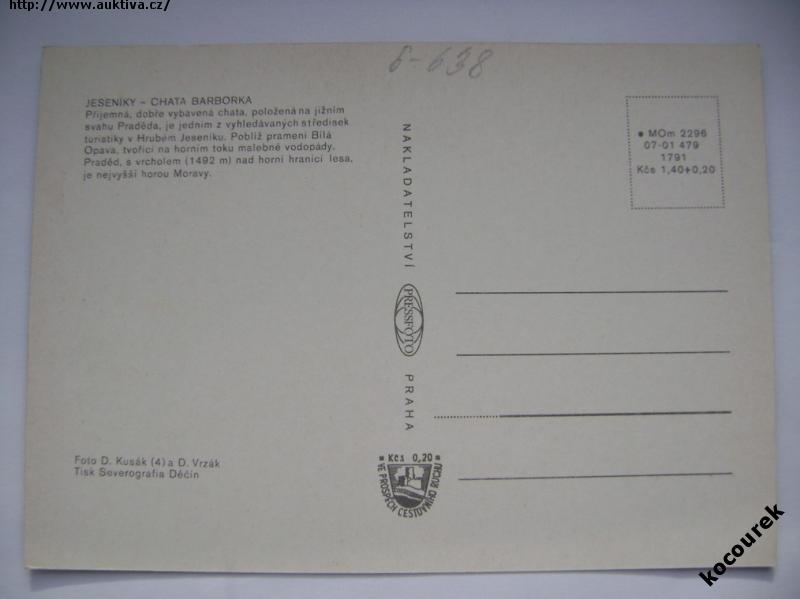 http://www.auktiva.cz/
6-638
JESENÍKY – CHATA BARBORKA
Příjemná, dobře vybavená chata, položená na jižním
svahu Praděda, je jedním z vyhledávaných středisek
turistiky v Hrubém Jeseníku. Poblíž pramení Bílá
Opava, tvořící na horním toku malebné vodopády.
Praděd, s vrcholem (1492 m) nad horní hranicí lesa,
je nejvyšší horou Moravy.
NAKLADATELSTVÍ
PRESSFOTO
PRAHA
• MOm 2296
07-01 479
1791
Kčs 1,40+0,20
Foto D. Kusák (4) a D. Vrzák
Tisk Severografia Děčín
• Kčs 0,20 •
VE PROSPĚCH CESTOVNÍHO RUCHU
kocourek